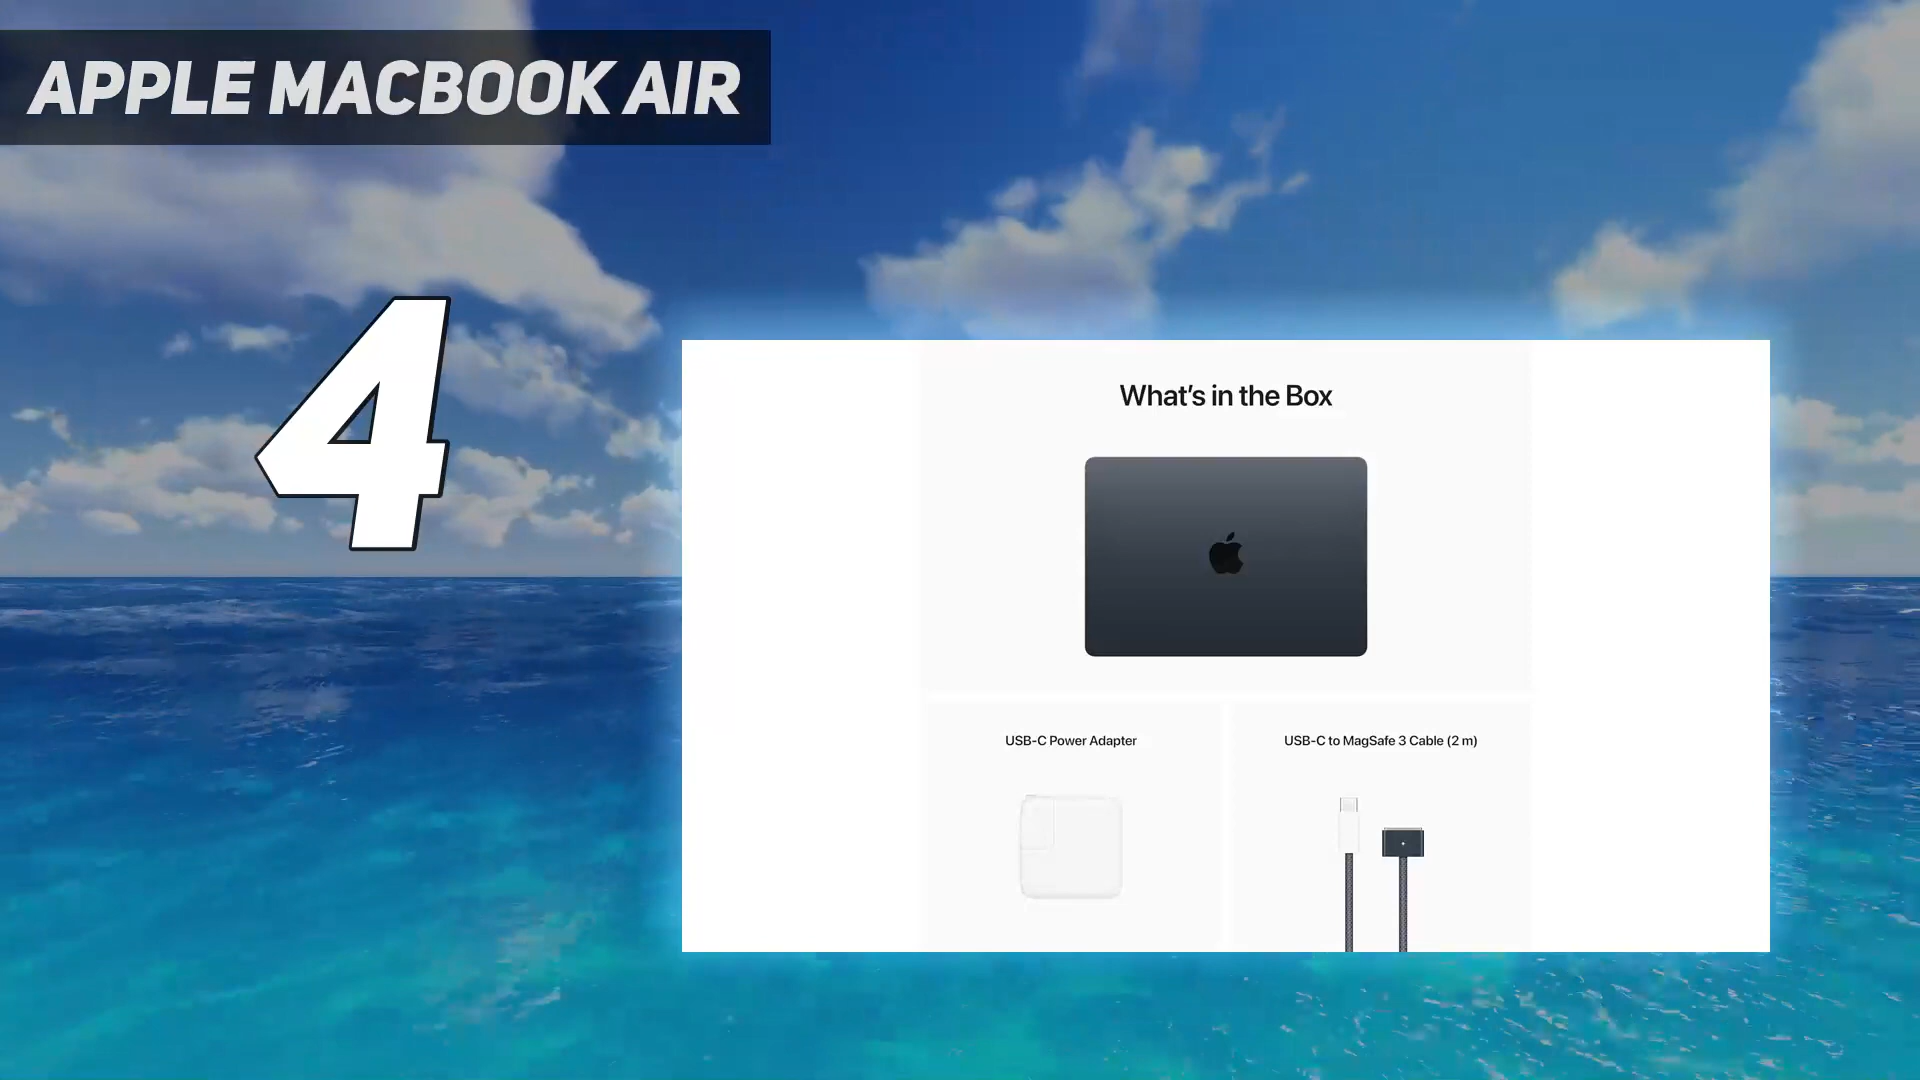 APPLE MACBOOK AIR
4
What's in the Box
USB-C Power Adapter
USB-C to MagSafe 3 Cable (2 m)